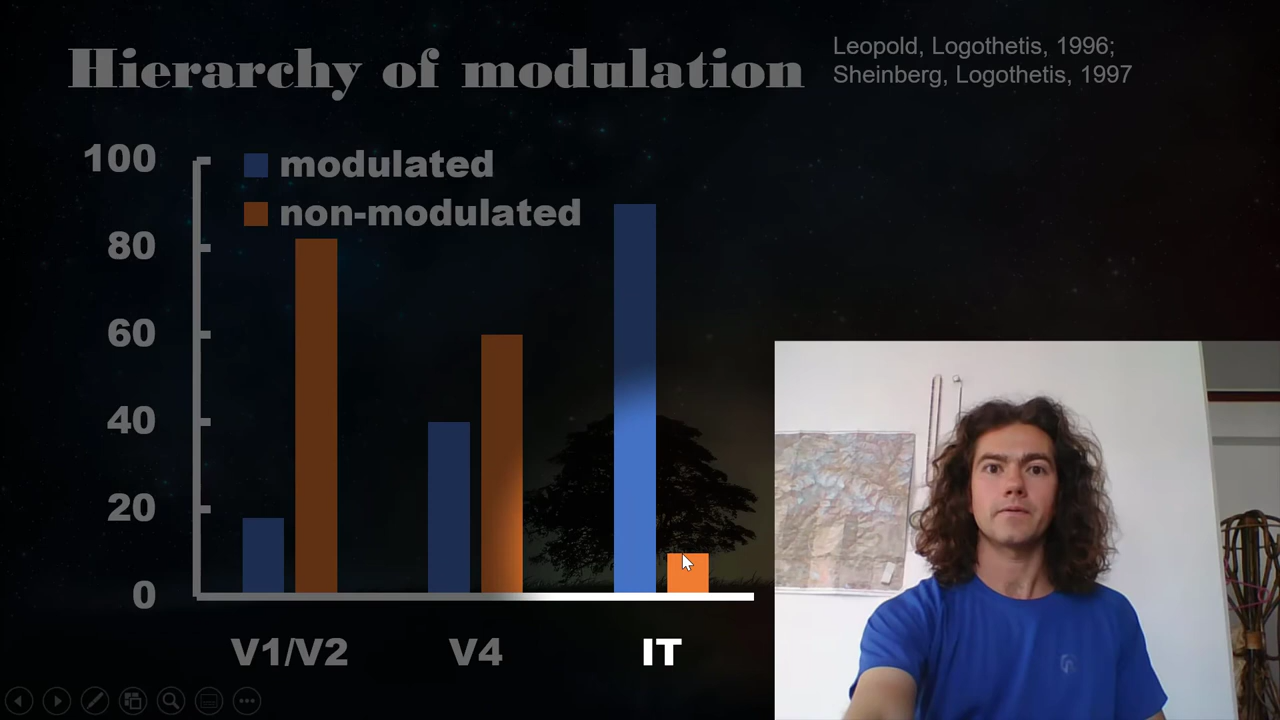 Hierarchy of modulation
Leopold, Logothetis, 1996;
Sheinberg, Logothetis, 1997
100
modulated
non-modulated
80
60
40
20
0
V1/V2
V4
IT